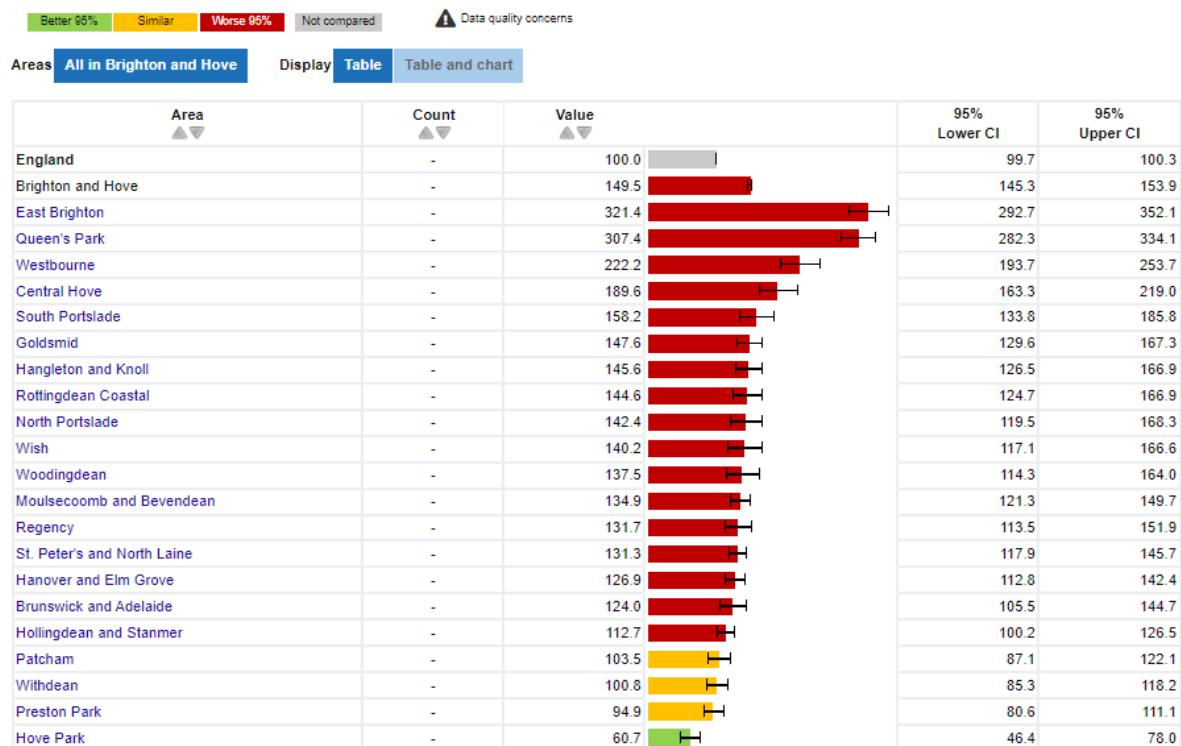 Better 95% Similar Worse 95% Not compared Data quality concerns
Areas All in Brighton and Hove Display Table Table and chart
Area Count Value 95% Lower CI 95% Upper CI
England - 100.0 99.7 100.3
Brighton and Hove - 149.5 145.3 153.9
East Brighton - 321.4 292.7 352.1
Queen's Park - 307.4 282.3 334.1
Westbourne - 222.2 193.7 253.7
Central Hove - 189.6 163.3 219.0
South Portslade - 158.2 133.8 185.8
Goldsmid - 147.6 129.6 167.3
Hangleton and Knoll - 145.6 126.5 166.9
Rottingdean Coastal - 144.6 124.7 166.9
North Portslade - 142.4 119.5 168.3
Wish - 140.2 117.1 166.6
Woodingdean - 137.5 114.3 164.0
Moulsecoomb and Bevendean - 134.9 121.3 149.7
Regency - 131.7 113.5 151.9
St. Peter's and North Laine - 131.3 117.9 145.7
Hanover and Elm Grove - 126.9 112.8 142.4
Brunswick and Adelaide - 124.0 105.5 144.7
Hollingdean and Stanmer - 112.7 100.2 126.5
Patcham - 103.5 87.1 122.1
Withdean - 100.8 85.3 118.2
Preston Park - 94.9 80.6 111.1
Hove Park - 60.7 46.4 78.0